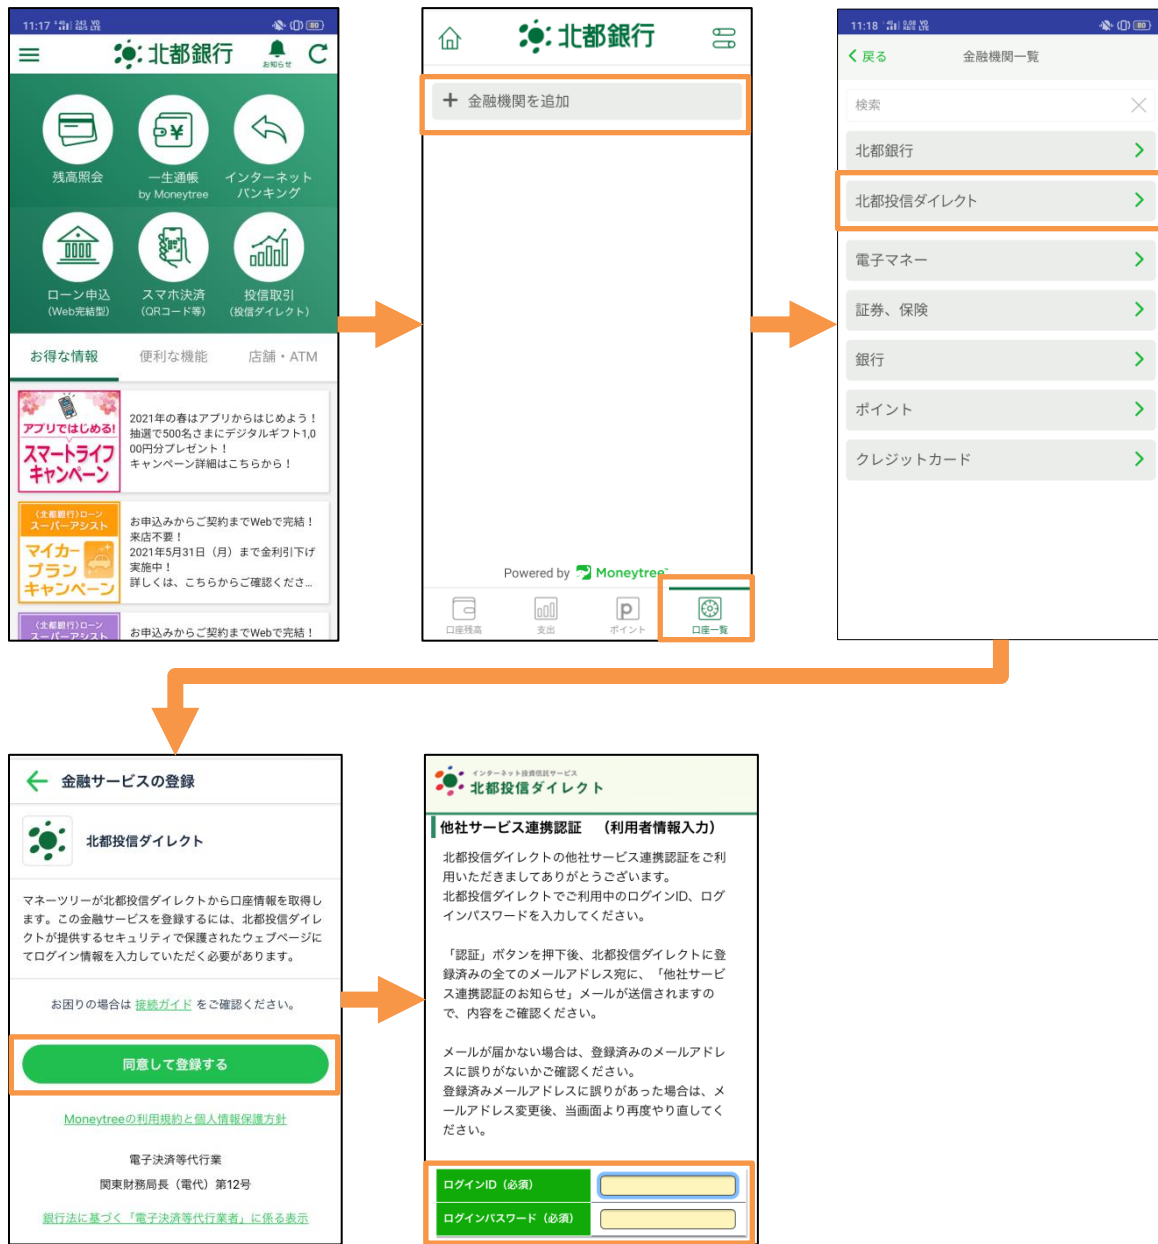 11:17
80
北都銀行
お知らせ
残高照会
一生通帳
by Moneytree
インターネット
バンキング
ローン申込
(Web完結型)
スマホ決済
(QRコード等)
投信取引
(投信ダイレクト)
お得な情報
便利な機能
店舗・ATM
アプリではじめる!
スマートライフ
キャンペーン
2021年の春はアプリからはじめよう!
抽選で500名さまにデジタルギフト1,0
00円分プレゼント!
キャンペーン詳細はこちらから!
〈北都銀行〉ローン
スーパーアシスト
マイカー
プラン
キャンペーン
お申込みからご契約までWebで完結!
来店不要!
2021年5月31日(月)まで金利引下げ
実施中!
詳しくは、こちらからご確認くださ...
〈北都銀行〉ローン
スーパーアシスト
お申込みからご契約までWebで完結!
北都銀行
+ 金融機関を追加
Powered by Moneytree
口座残高
支出
ポイント
口座一覧
11:18
80
戻る
金融機関一覧
検索
北都銀行
北都投信ダイレクト
電子マネー
証券、保険
銀行
ポイント
クレジットカード
金融サービスの登録
北都投信ダイレクト
マネーツリーが北都投信ダイレクトから口座情報を取得し
ます。この金融サービスを登録するには、北都投信ダイレ
クトが提供するセキュリティで保護されたウェブページに
てログイン情報を入力していただく必要があります。
お困りの場合は 接続ガイド をご確認ください。
同意して登録する
Moneytreeの利用規約と個人情報保護方針
電子決済等代行業
関東財務局長(電代)第12号
銀行法に基づく「電子決済等代行業者」に係る表示
インターネット投資信託サービス
北都投信ダイレクト
他社サービス連携認証 (利用者情報入力)
北都投信ダイレクトの他社サービス連携認証をご利
用いただきましてありがとうございます。
北都投信ダイレクトでご利用中のログインID、ログ
インパスワードを入力してください。
「認証」ボタンを押下後、北都投信ダイレクトに登
録済みの全てのメールアドレス宛に、「他社サービ
ス連携認証のお知らせ」メールが送信されますの
で、内容をご確認ください。
メールが届かない場合は、登録済みのメールアドレ
スに誤りがないかご確認ください。
登録済みメールアドレスに誤りがあった場合は、メ
ールアドレス変更後、当画面より再度やり直してく
ださい。
ログインID(必須)
ログインパスワード(必須)